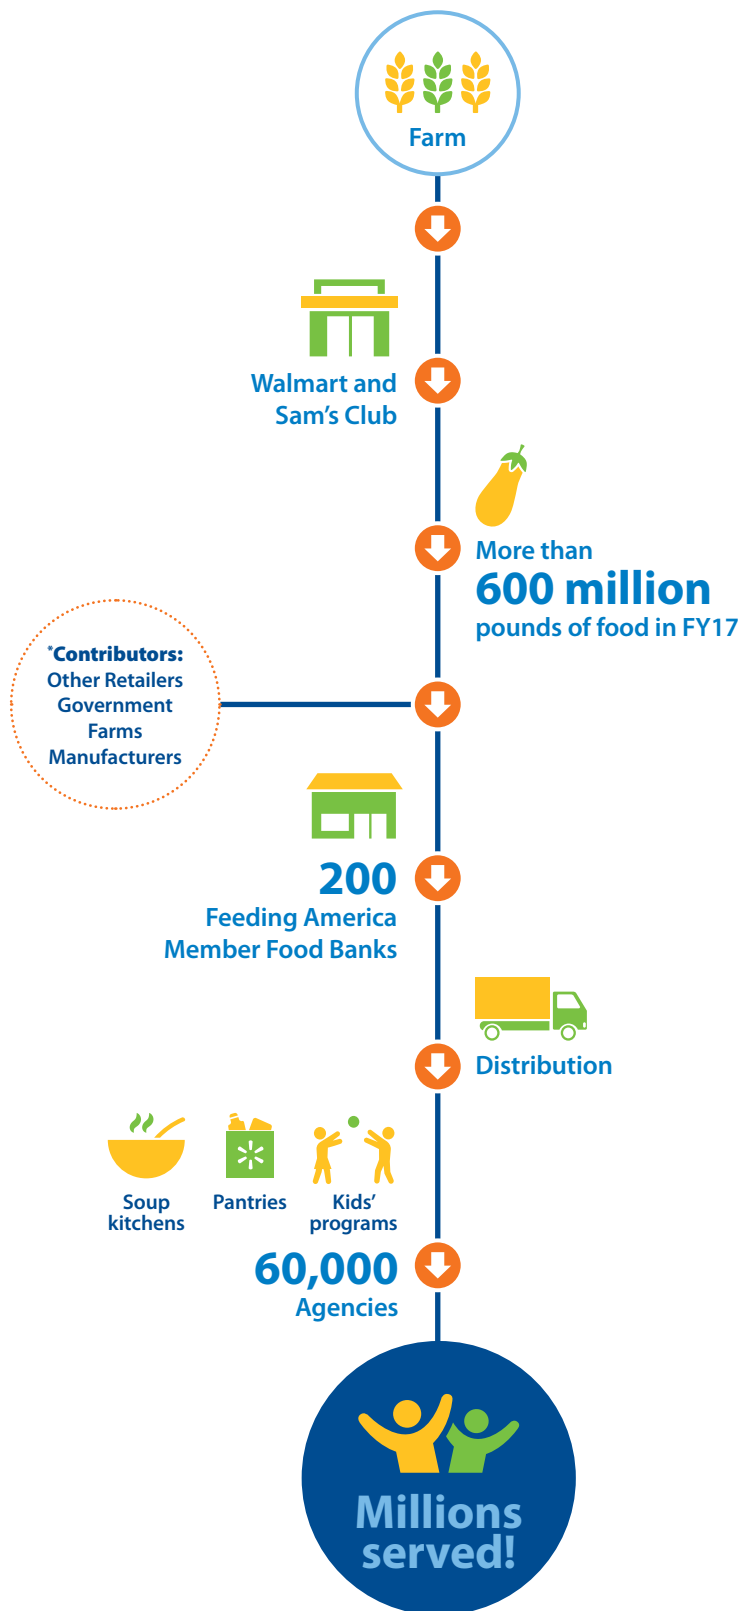 Farm
Walmart and
Sam's Club
More than
600 million
pounds of food in FY17
*Contributors:
Other Retailers
Government
Farms
Manufacturers
200
Feeding America
Member Food Banks
Distribution
Soup
kitchens
Pantries
Kids'
programs
60,000
Agencies
Millions
served!